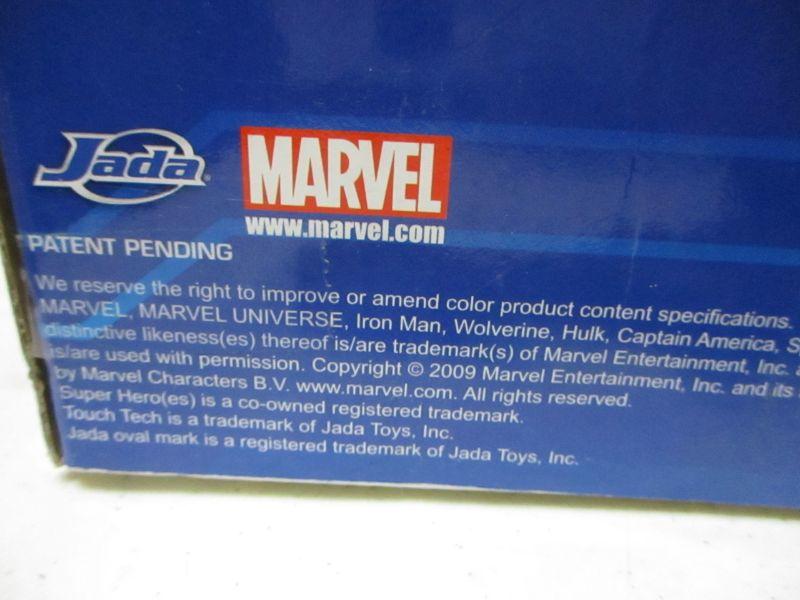 Jada
MARVEL
www.marvel.com
PATENT PENDING
We reserve the right to improve or amend color product content specifications.
MARVEL, MARVEL UNIVERSE, Iron Man, Wolverine, Hulk, Captain America, S
distinctive likeness(es) thereof is/are trademark(s) of Marvel Entertainment, Inc. a
is/are used with permission. Copyright © 2009 Marvel Entertainment, Inc. and its
by Marvel Characters B.V. www.marvel.com. All rights reserved.
Super Hero(es) is a co-owned registered trademark.
Touch Tech is a trademark of Jada Toys, Inc.
Jada oval mark is a registered trademark of Jada Toys, Inc.